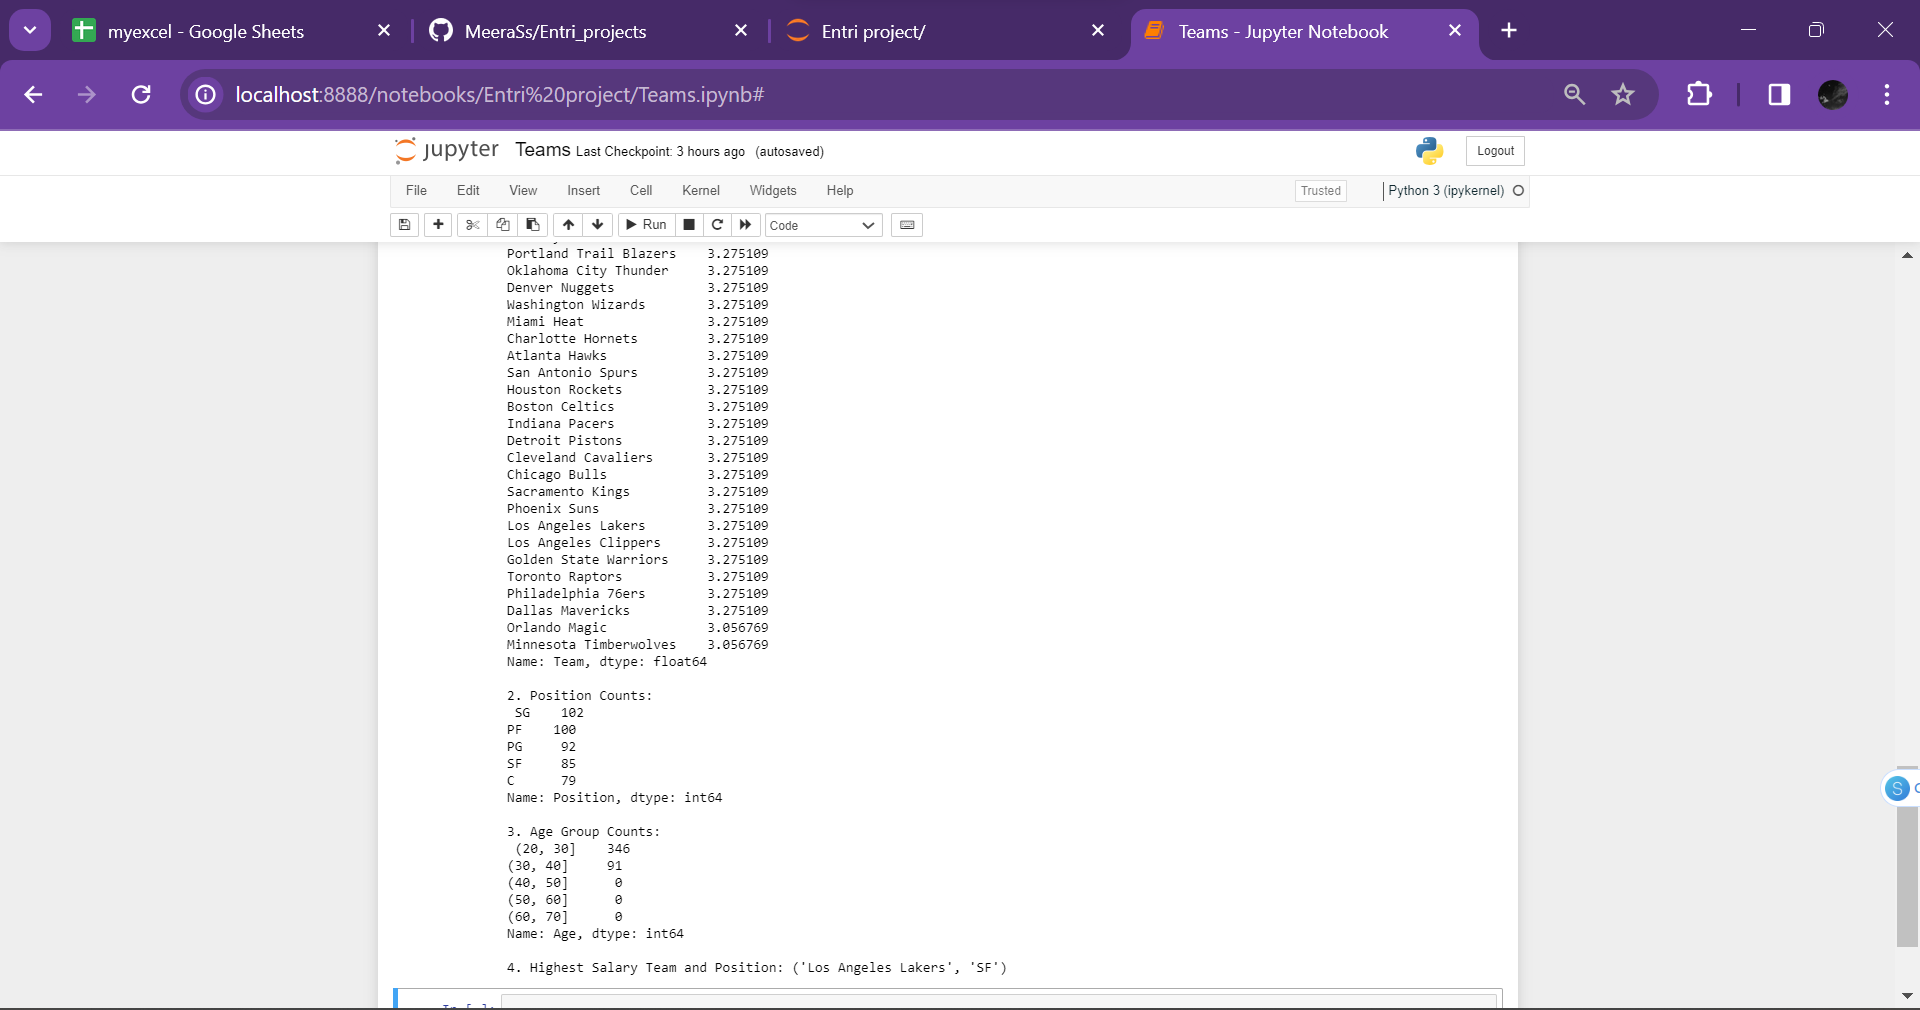 myexcel - Google Sheets
MeeraSs/Entri_projects
Entri project/
Teams - Jupyter Notebook
localhost:8888/notebooks/Entri%20project/Teams.ipynb#
jupyter Teams Last Checkpoint: 3 hours ago (autosaved)
Logout
File Edit View Insert Cell Kernel Widgets Help
Trusted
Python 3 (ipykernel)
Run
Code
Portland Trail Blazers 3.275109
Oklahoma City Thunder 3.275109
Denver Nuggets 3.275109
Washington Wizards 3.275109
Miami Heat 3.275109
Charlotte Hornets 3.275109
Atlanta Hawks 3.275109
San Antonio Spurs 3.275109
Houston Rockets 3.275109
Boston Celtics 3.275109
Indiana Pacers 3.275109
Detroit Pistons 3.275109
Cleveland Cavaliers 3.275109
Chicago Bulls 3.275109
Sacramento Kings 3.275109
Phoenix Suns 3.275109
Los Angeles Lakers 3.275109
Los Angeles Clippers 3.275109
Golden State Warriors 3.275109
Toronto Raptors 3.275109
Philadelphia 76ers 3.275109
Dallas Mavericks 3.275109
Orlando Magic 3.056769
Minnesota Timberwolves 3.056769
Name: Team, dtype: float64
2. Position Counts:
SG 102
PF 100
PG 92
SF 85
C 79
Name: Position, dtype: int64
3. Age Group Counts:
(20, 30] 346
(30, 40] 91
(40, 50] 0
(50, 60] 0
(60, 70] 0
Name: Age, dtype: int64
4. Highest Salary Team and Position: ('Los Angeles Lakers', 'SF')